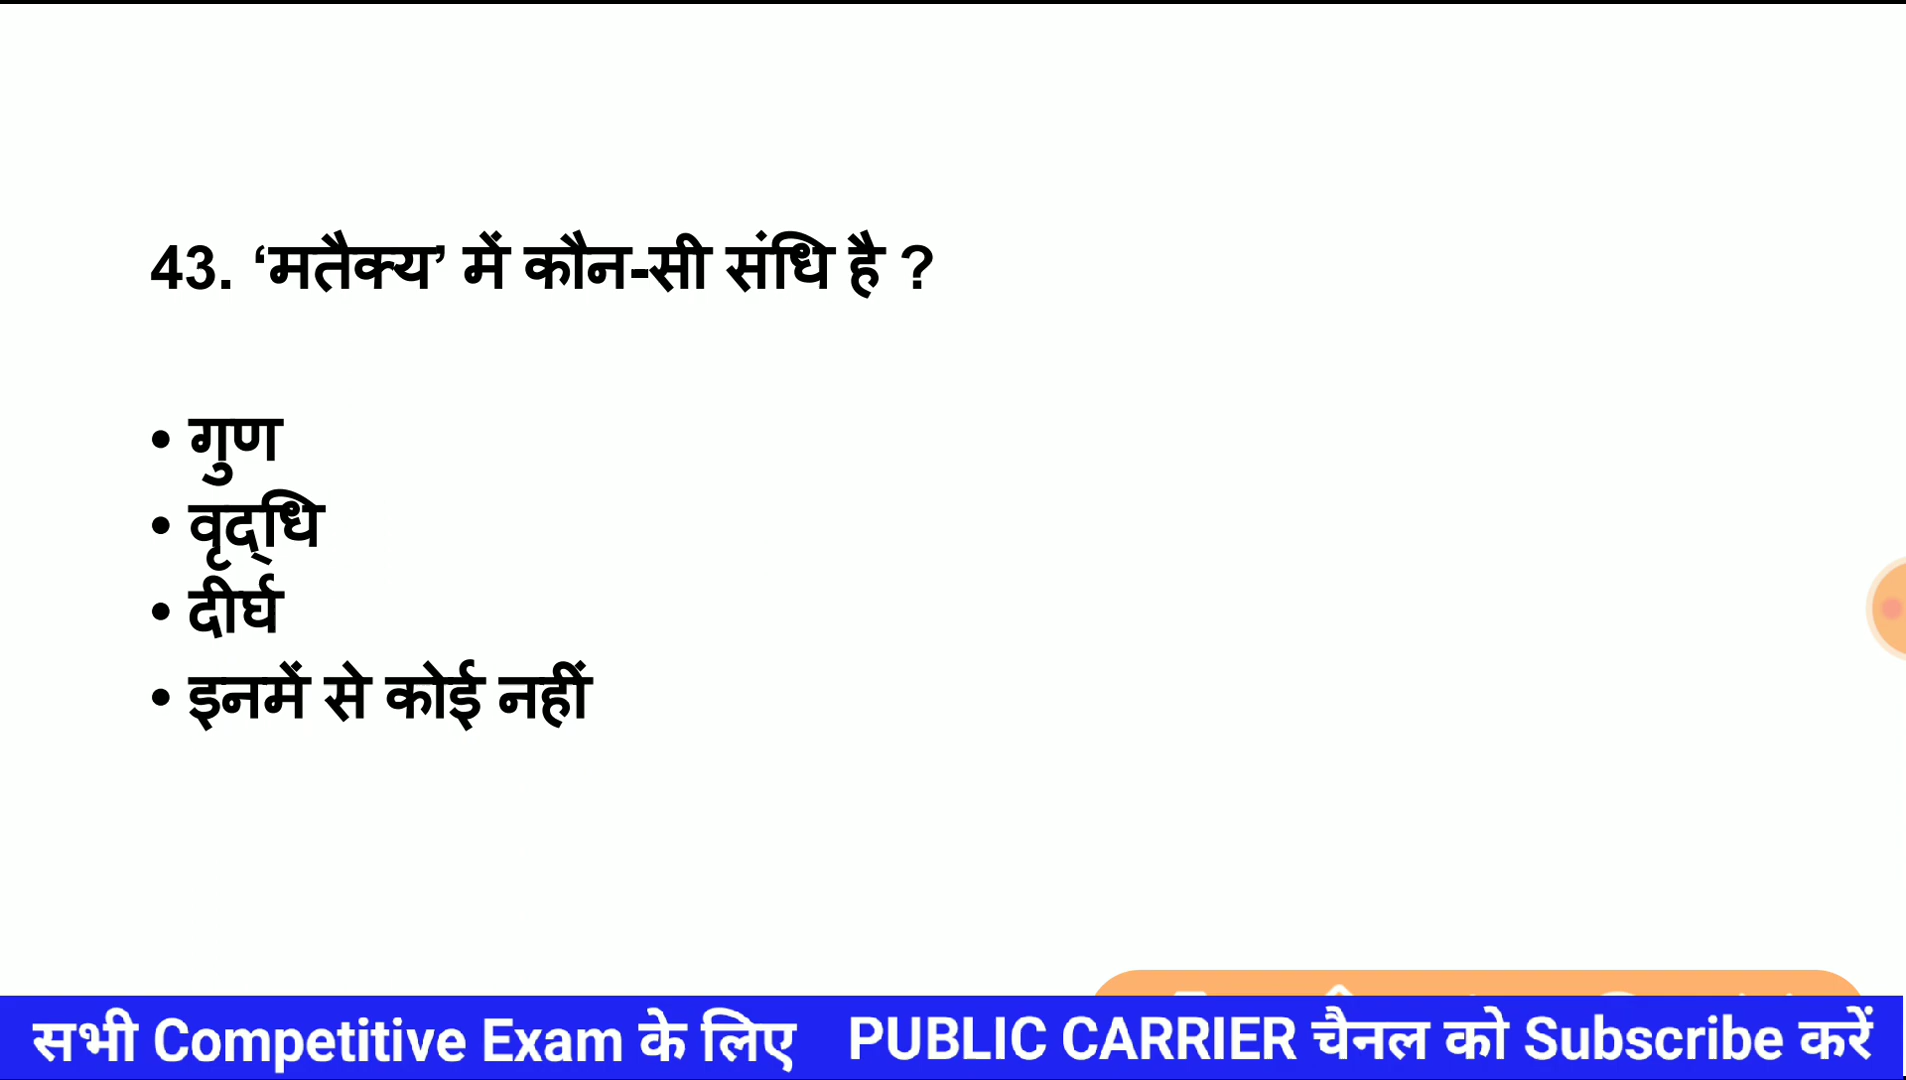 43. ‘मतैक्य’ में कौन-सी संधि है ?
• गुण
• वृद्‌धि
• दीर्घ
• इनमें से कोई नहीं
सभी Competitive Exam के लिए PUBLIC CARRIER चैनल को Subscribe करें